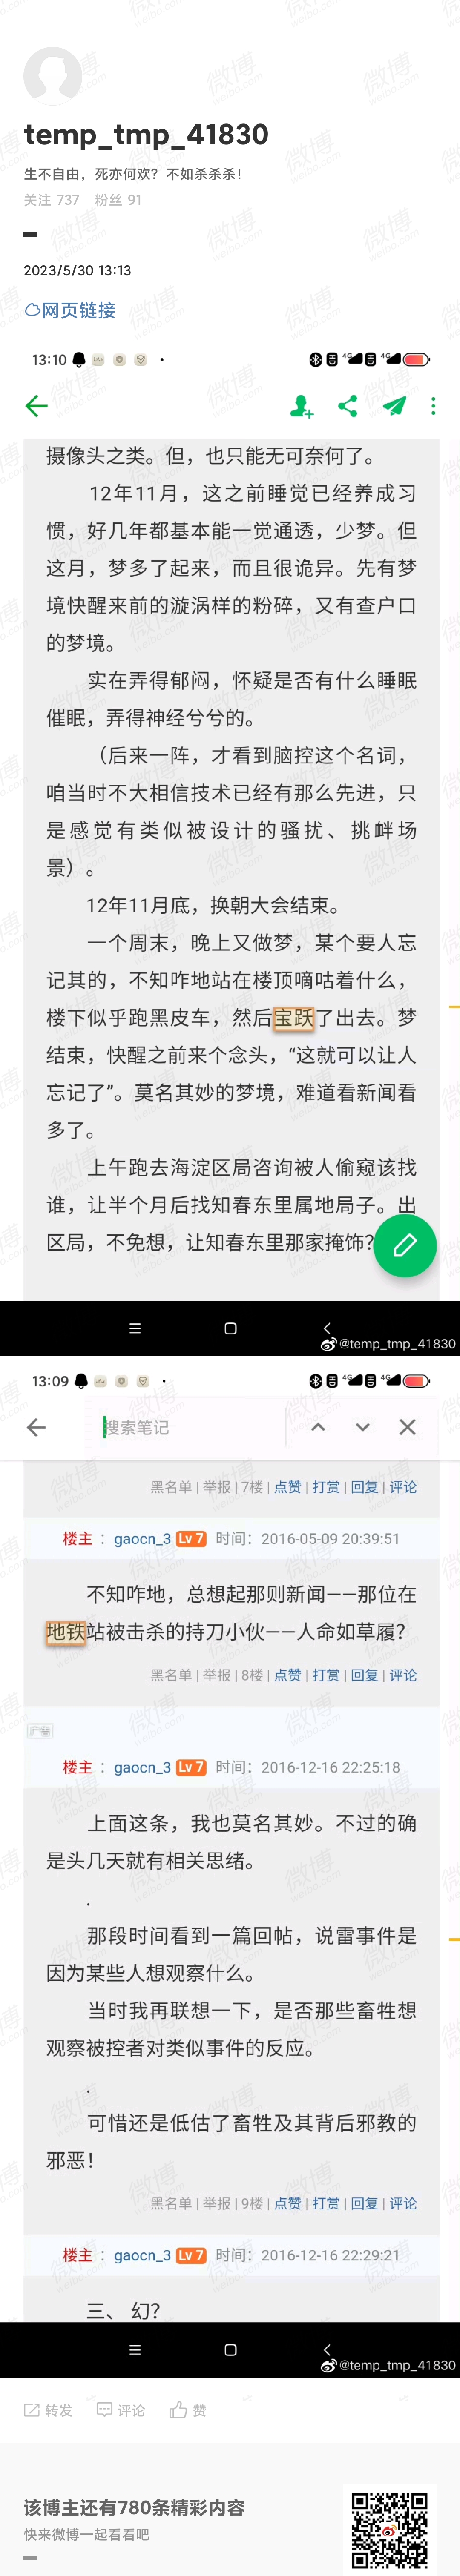 temp_tmp_41830
生不自由，死亦何欢？不如杀杀杀！
关注 737 | 粉丝 91
2023/5/30 13:13
网页链接
13:10
4G 4G
摄像头之类。但，也只能无可奈何了。
12年11月，这之前睡觉已经养成习
惯，好几年都基本能一觉通透，少梦。但
这月，梦多了起来，而且很诡异。先有梦
境快醒来前的漩涡样的粉碎，又有查户口
的梦境。
实在弄得郁闷，怀疑是否有什么睡眠
催眠，弄得神经兮兮的。
（后来一阵，才看到脑控这个名词，
咱当时不大相信技术已经有那么先进，只
是感觉有类似被设计的骚扰、挑衅场
景）。
12年11月底，换朝大会结束。
一个周末，晚上又做梦，某个要人忘
记其的，不知咋地站在楼顶嘀咕着什么，
楼下似乎跑黑皮车，然后宝跃了出去。梦
结束，快醒之前来个念头，“这就可以让人
忘记了”。莫名其妙的梦境，难道看新闻看
多了。
上午跑去海淀区局咨询被人偷窥该找
谁，让半个月后找知春东里属地局子。出
区局，不免想，让知春东里那家掩饰？
@temp_tmp_41830
13:09
4G 4G
搜索笔记
黑名单 | 举报 | 7楼 | 点赞 | 打赏 | 回复 | 评论
楼主 ： gaocn_3 Lv 7 时间：2016-05-09 20:39:51
不知咋地，总想起那则新闻——那位在
地铁站被击杀的持刀小伙——人命如草履？
黑名单 | 举报 | 8楼 | 点赞 | 打赏 | 回复 | 评论
楼主 ： gaocn_3 Lv 7 时间：2016-12-16 22:25:18
上面这条，我也莫名其妙。不过的确
是头几天就有相关思绪。
.
那段时间看到一篇回帖，说雷事件是
因为某些人想观察什么。
当时我再联想一下，是否那些畜牲想
观察被控者对类似事件的反应。
.
可惜还是低估了畜牲及其背后邪教的
邪恶！
黑名单 | 举报 | 9楼 | 点赞 | 打赏 | 回复 | 评论
楼主 ： gaocn_3 Lv 7 时间：2016-12-16 22:29:21
三、 幻？
@temp_tmp_41830
转发 评论 赞
该博主还有780条精彩内容
快来微博一起看看吧